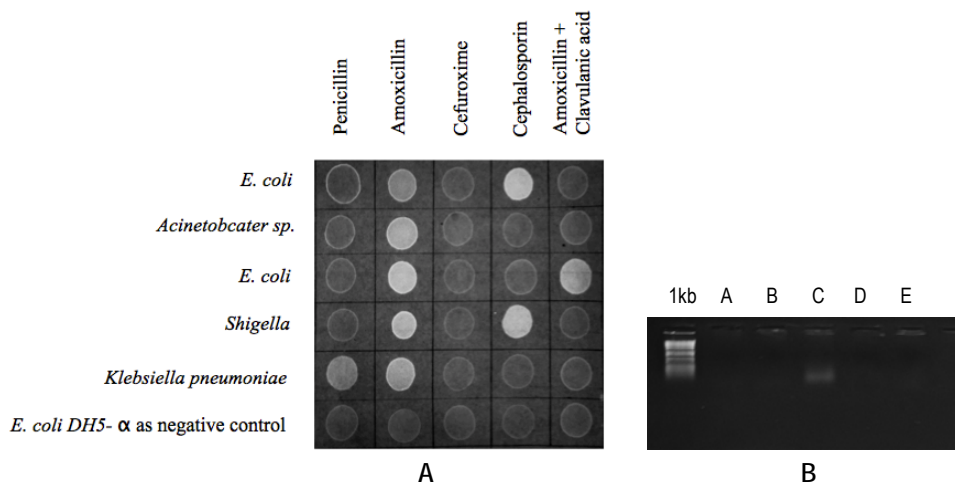 Penicillin
Amoxicillin
Cefuroxime
Cephalosporin
Amoxicillin +
Clavulanic acid
E. coli
Acinetobcater sp.
E. coli
Shigella
Klebsiella pneumoniae
E. coli DH5- α as negative control
A
1kb A B C D E
B